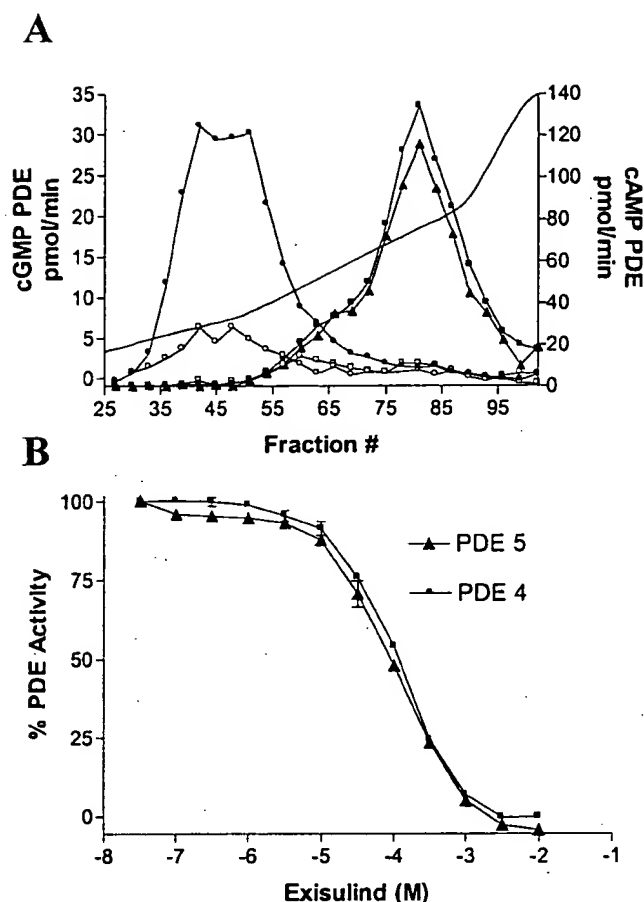 A
35
30
25
20
15
10
5
0
cGMP PDE
pmol/min
140
120
100
80
60
40
20
0
cAMP PDE
pmol/min
25 35 45 54 65 75 81 95
Fraction #
B
100
75
50
25
0
% PDE Activity
PDE 5
PDE 4
-8 -7 -6 -5 -4 -3 -2 -1
Exisulind (M)